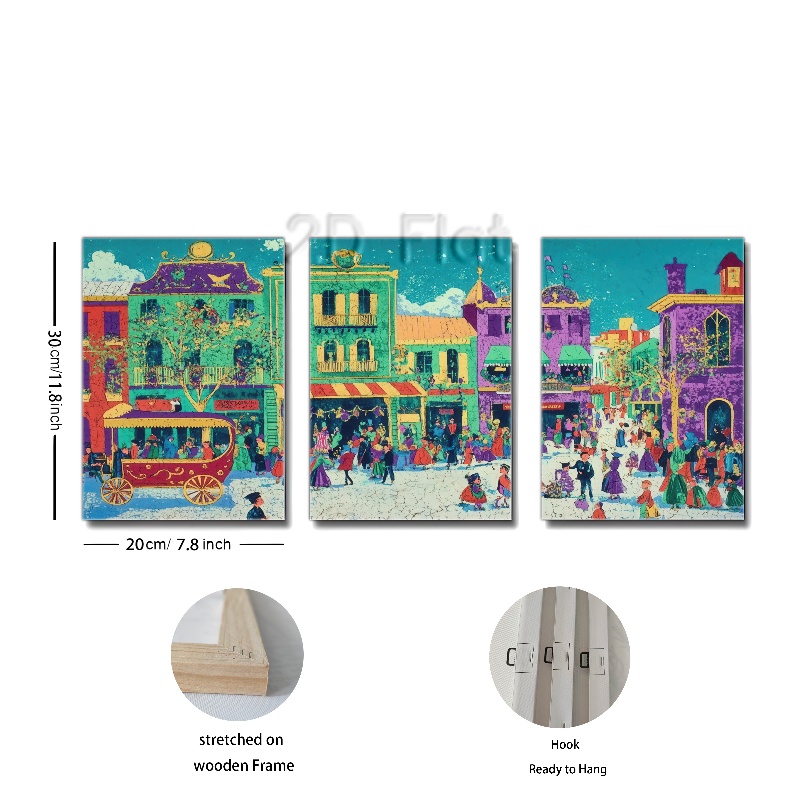 2D Flat
30cm/11.8inch
20cm/ 7.8 inch
stretched on
wooden Frame
Hook
Ready to Hang